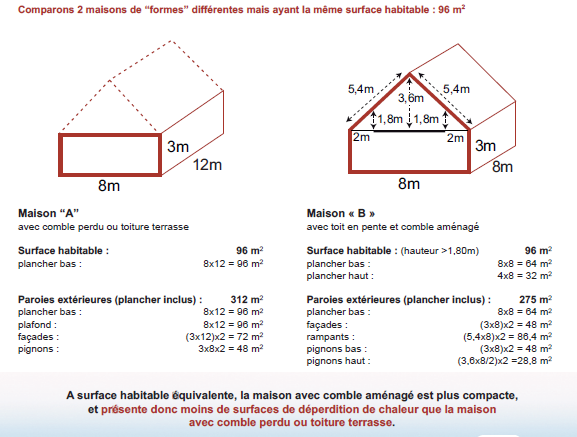 Comparons 2 maisons de “formes” différentes mais ayant la même surface habitable : 96 m²
3m
12m
8m
5,4m
5,4m
3,6m
1,8m
1,8m
2m
2m
3m
8m
8m
Maison “A”
avec comble perdu ou toiture terrasse
Surface habitable : 96 m²
plancher bas : 8x12 = 96 m²
Paroies extérieures (plancher inclus) : 312 m²
plancher bas : 8x12 = 96 m²
plafond : 8x12 = 96 m²
façades : (3x12)x2 = 72 m²
pignons : 3x8x2 = 48 m²
Maison « B »
avec toit en pente et comble aménagé
Surface habitable : (hauteur >1,80m) 96 m²
plancher bas : 8x8 = 64 m²
plancher haut : 4x8 = 32 m²
Paroies extérieures (plancher inclus) : 275 m²
plancher bas : 8x8 = 64 m²
façades : (3x8)x2 = 48 m²
rampants : (5,4x8)x2 = 86,4 m²
pignons bas : (3x8)x2 = 48 m²
pignons haut : (3,6x8/2)x2 =28,8 m²
A surface habitable équivalente, la maison avec comble aménagé est plus compacte,
et présente donc moins de surfaces de déperdition de chaleur que la maison
avec comble perdu ou toiture terrasse.